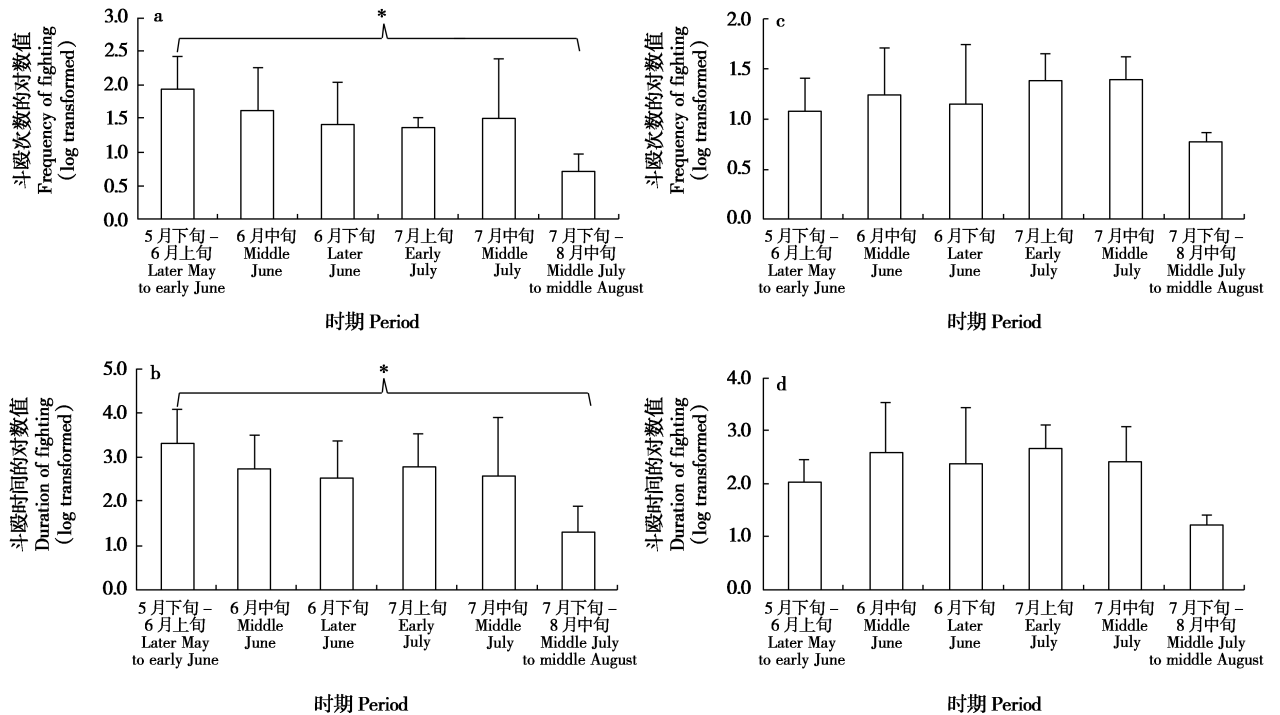 a
*
3.0
2.5
2.0
1.5
1.0
0.5
0.0
斗殴次数的对数值
Frequency of fighting
（log transformed）
5月下旬－
6月上旬
Later May
to early June
6月中旬
Middle
June
6月下旬
Later
June
7月上旬
Early
July
7月中旬
Middle
July
7月下旬－
8月中旬
Middle July
to middle August
时期 Period
c
2.0
1.5
1.0
0.5
0.0
斗殴次数的对数值
Frequency of fighting
（log transformed）
5月下旬－
6月上旬
Later May
to early June
6月中旬
Middle
June
6月下旬
Later
June
7月上旬
Early
July
7月中旬
Middle
July
7月下旬－
8月中旬
Middle July
to middle August
时期 Period
b
*
5.0
4.0
3.0
2.0
1.0
0.0
斗殴时间的对数值
Duration of fighting
（log transformed）
5月下旬－
6月上旬
Later May
to early June
6月中旬
Middle
June
6月下旬
Later
June
7月上旬
Early
July
7月中旬
Middle
July
7月下旬－
8月中旬
Middle July
to middle August
时期 Period
d
4.0
3.0
2.0
1.0
0.0
斗殴时间的对数值
Duration of fighting
（log transformed）
5月下旬－
6月上旬
Later May
to early June
6月中旬
Middle
June
6月下旬
Later
June
7月上旬
Early
July
7月中旬
Middle
July
7月下旬－
8月中旬
Middle July
to middle August
时期 Period